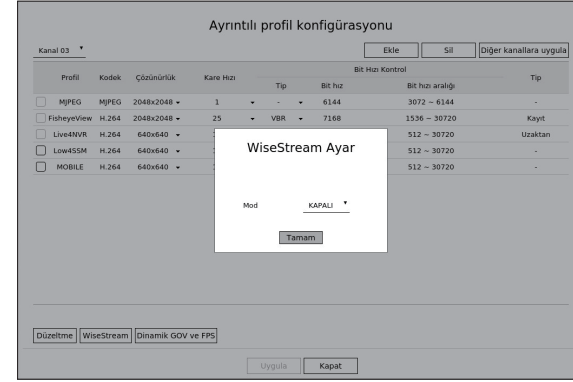 Ayrıntılı profil konfigürasyonu
Kanal 03 Ekle Sil Diğer kanallara uygula
Bit Hızı Kontrol
Profil Kodek Çözünürlük Kare Hızı Tip Bit hız Bit hızı aralığı Tip
MJPEG MJPEG 2048x2048 1 - 6144 3072 ~ 6144 -
FisheyeView H.264 2048x2048 25 VBR 7168 1536 ~ 30720 Kayıt
Live4NVR H.264 640x640 512 ~ 30720 Uzaktan
Low4SSM H.264 640x640 512 ~ 30720 -
MOBILE H.264 640x640 512 ~ 30720 -
WiseStream Ayar
Mod KAPALI
Tamam
Düzeltme WiseStream Dinamik GOV ve FPS
Uygula Kapat